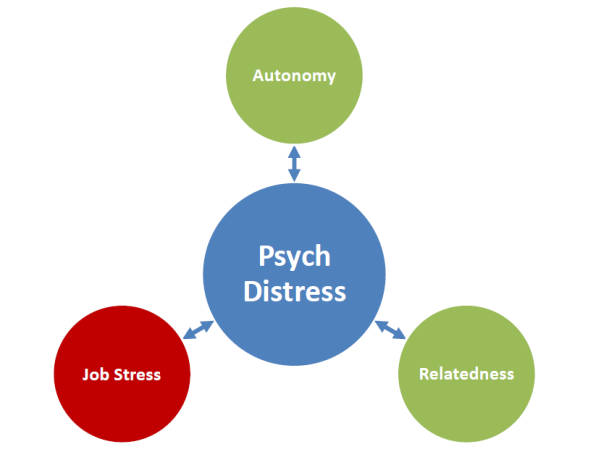 Autonomy
Psych
Distress
Job Stress
Relatedness